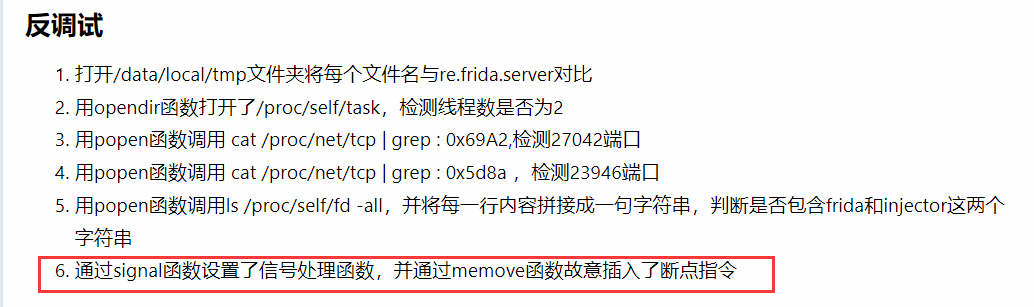 反调试
1. 打开/data/local/tmp文件夹将每个文件名与re.frida.server对比
2. 用opendir函数打开了/proc/self/task，检测线程数是否为2
3. 用popen函数调用 cat /proc/net/tcp | grep : 0x69A2,检测27042端口
4. 用popen函数调用 cat /proc/net/tcp | grep : 0x5d8a ，检测23946端口
5. 用popen函数调用ls /proc/self/fd -all，并将每一行内容拼接成一句字符串，判断是否包含frida和injector这两个
字符串
6. 通过signal函数设置了信号处理函数，并通过memove函数故意插入了断点指令